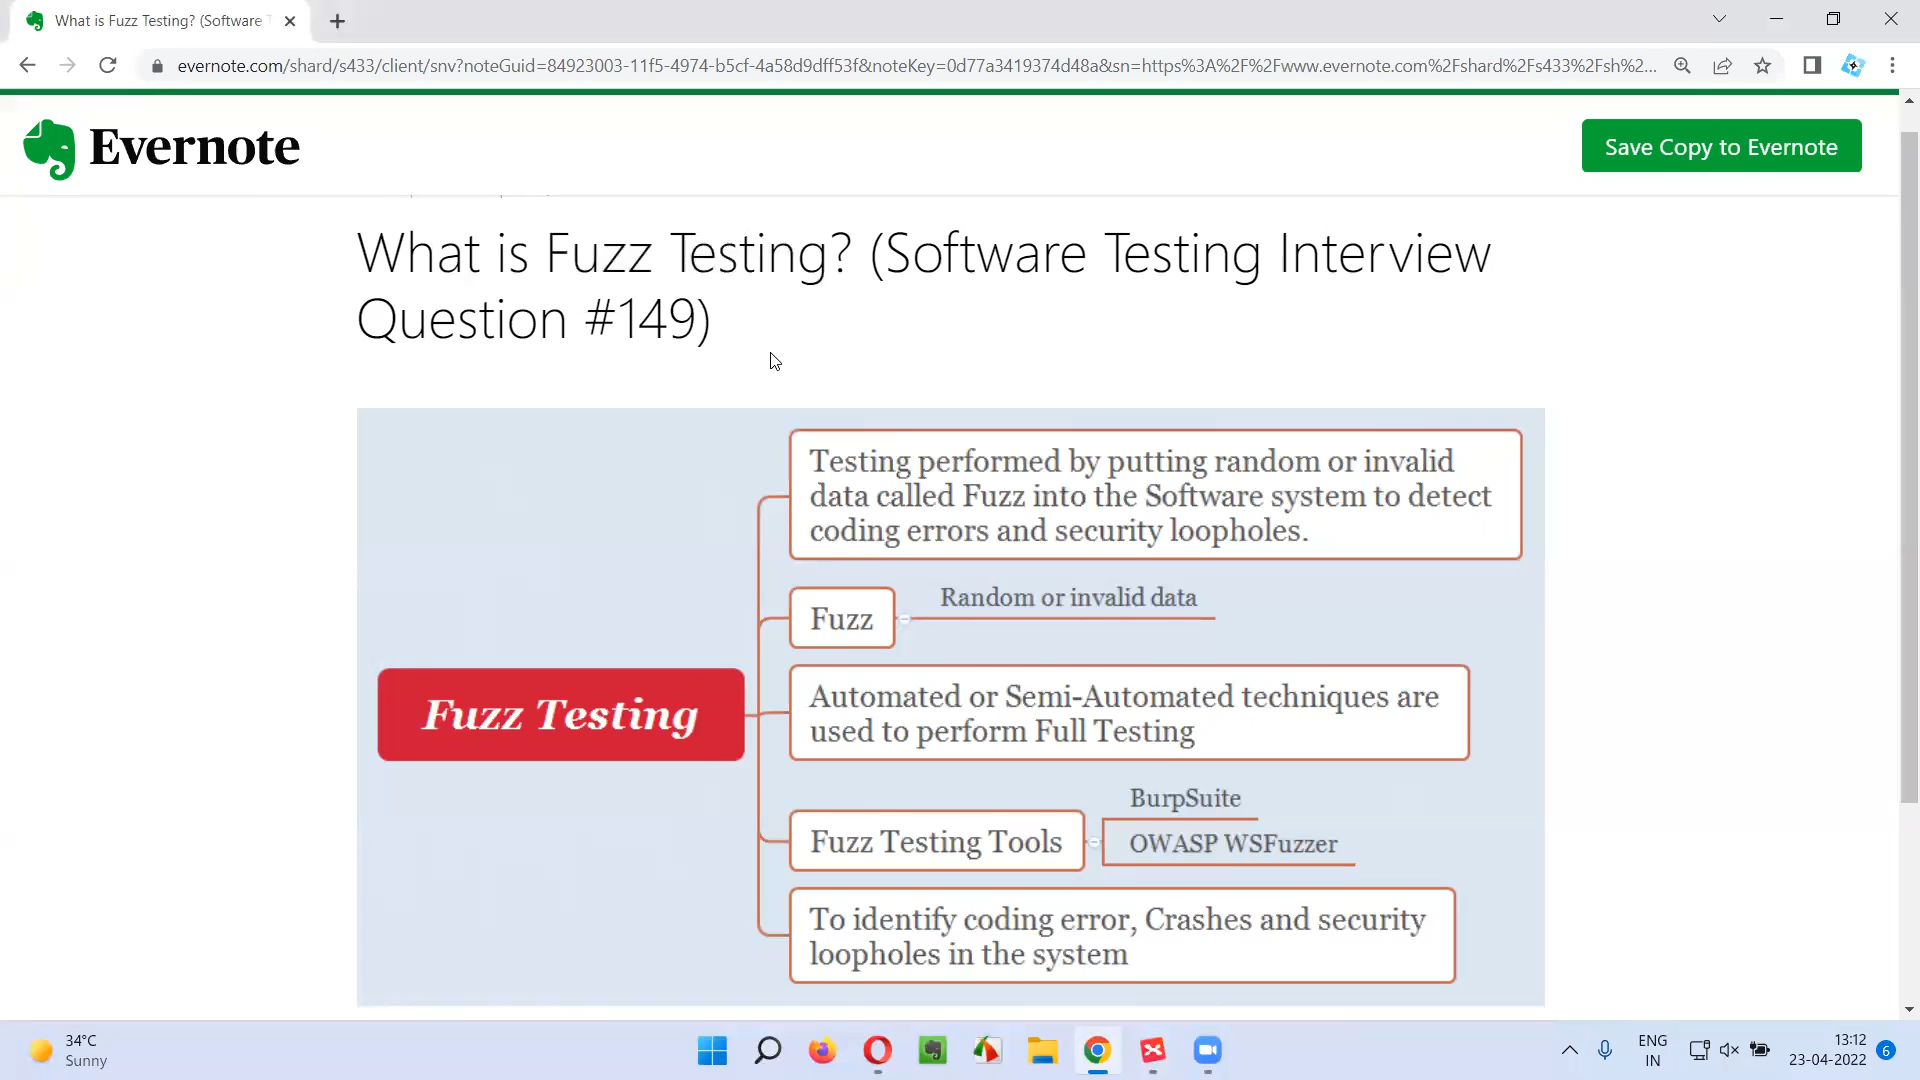 What is Fuzz Testing? (Software T
evernote.com/shard/s433/client/snv?noteGuid=84923003-11f5-4974-b5cf-4a58d9dff53f&noteKey=0d77a3419374d48a&sn=https%3A%2F%2Fwww.evernote.com%2Fshard%2Fs433%2Fsh%2...
Evernote
Save Copy to Evernote
What is Fuzz Testing? (Software Testing Interview
Question #149)
Testing performed by putting random or invalid
data called Fuzz into the Software system to detect
coding errors and security loopholes.
Fuzz
Random or invalid data
Fuzz Testing
Automated or Semi-Automated techniques are
used to perform Full Testing
Fuzz Testing Tools
BurpSuite
OWASP WSFuzzer
To identify coding error, Crashes and security
loopholes in the system
34°C
Sunny
ENG
IN
13:12
23-04-2022
6